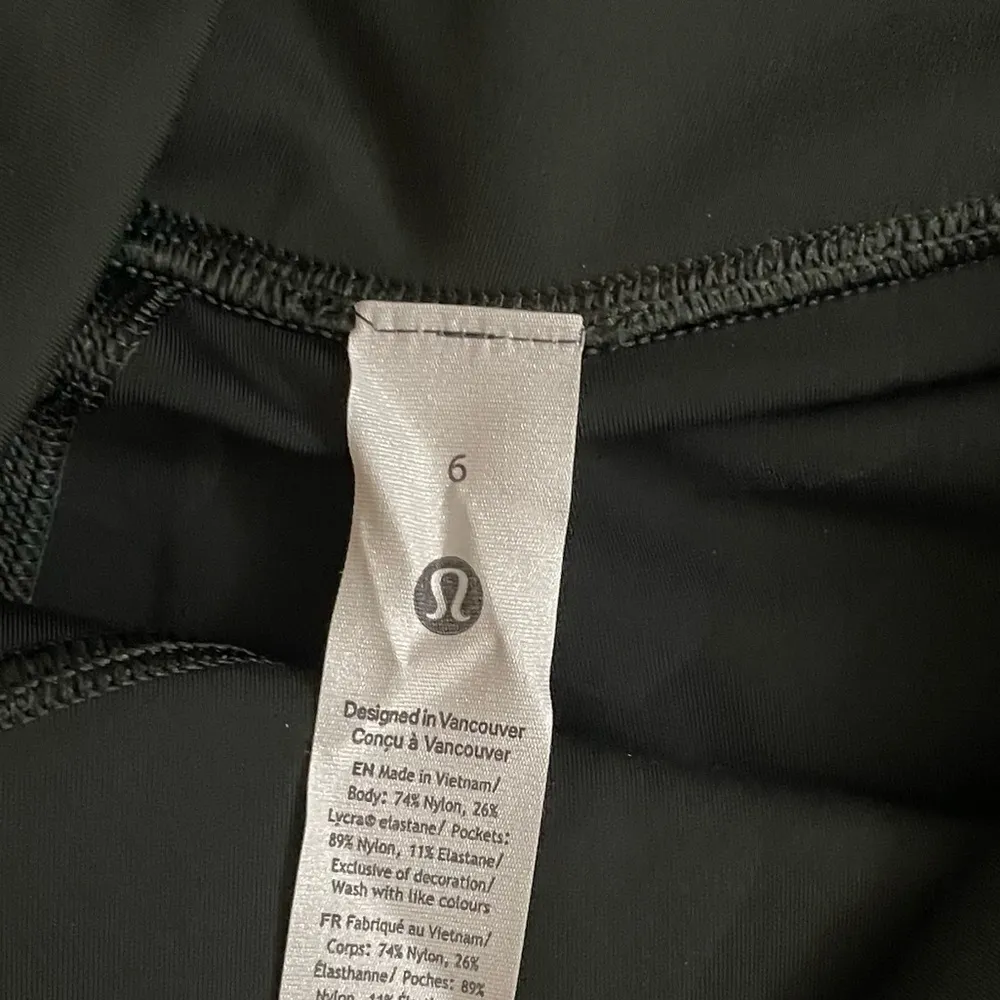 6
Designed in Vancouver
Conçu à Vancouver
EN Made in Vietnam/
Body: 74% Nylon, 26%
Lycra® elastane/ Pockets:
89% Nylon, 11% Elastane/
Exclusive of decoration/
Wash with like colours
FR Fabriqué au Vietnam/
Corps: 74% Nylon, 26%
Élasthanne/ Poches: 89%
Nylon, 11%